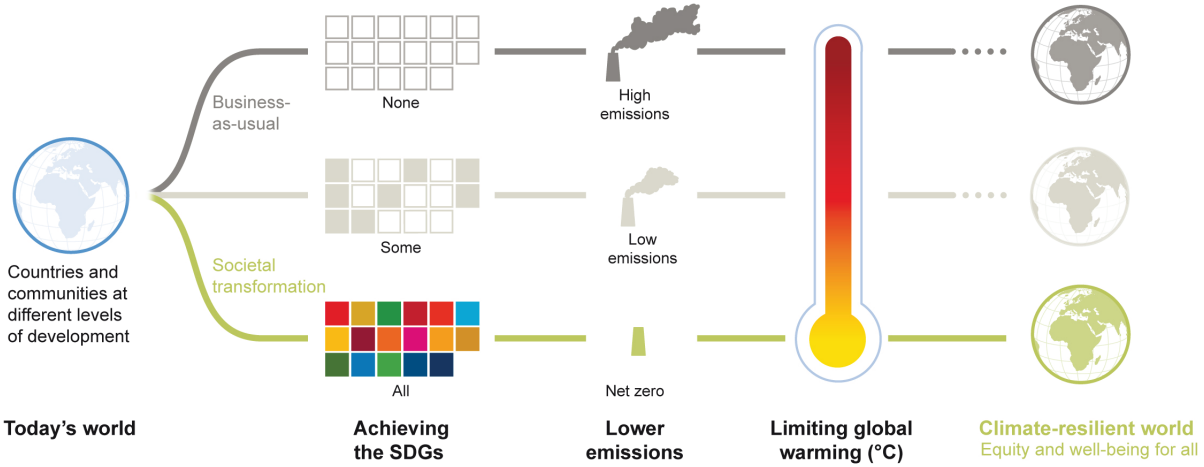 Business-
as-usual
None
High
emissions
Some
Low
emissions
Countries and
communities at
different levels
of development
Societal
transformation
All
Net zero
Today's world
Achieving
the SDGs
Lower
emissions
Limiting global
warming (°C)
Climate-resilient world
Equity and well-being for all